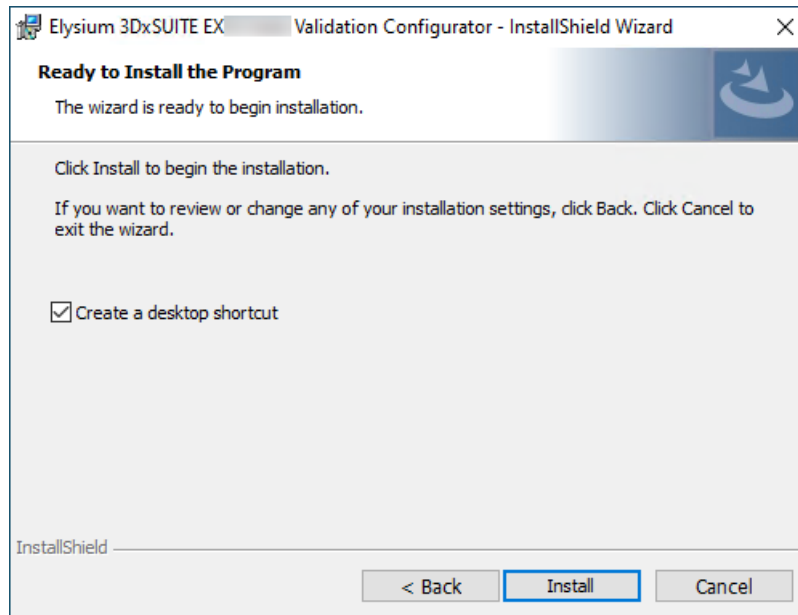 Elysium 3DxSUITE EX Validation Configurator - InstallShield Wizard
Ready to Install the Program
The wizard is ready to begin installation.
Click Install to begin the installation.
If you want to review or change any of your installation settings, click Back. Click Cancel to
exit the wizard.
Create a desktop shortcut
InstallShield
< Back
Install
Cancel